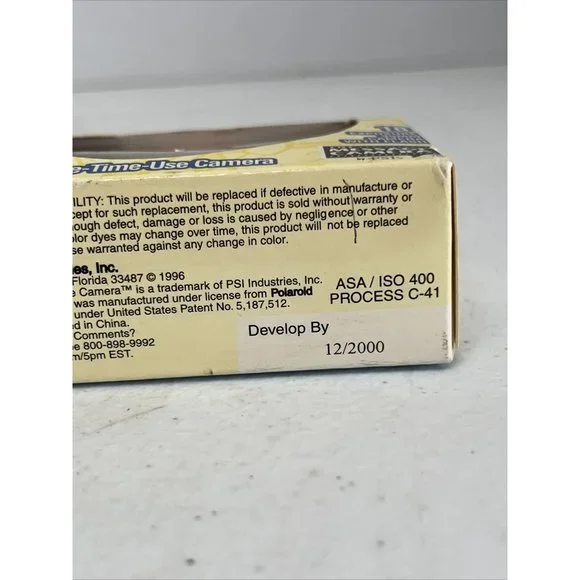 e-Time-Use Camera
ILITY: This product will be replaced if defective in manufacture or
cept for such replacement, this product is sold without warranty or
hough defect, damage or loss is caused by negligence or other
olor dyes may change over time, this product will not be replaced
se warranted against any change in color.
es, Inc.
Florida 33487 © 1996
e Camera™ is a trademark of PSI Industries, Inc.
was manufactured under license from Polaroid
under United States Patent No. 5,187,512.
d in China.
Comments?
e 800-898-9992
m/5pm EST.
ASA / ISO 400
PROCESS C-41
Develop By
12/2000